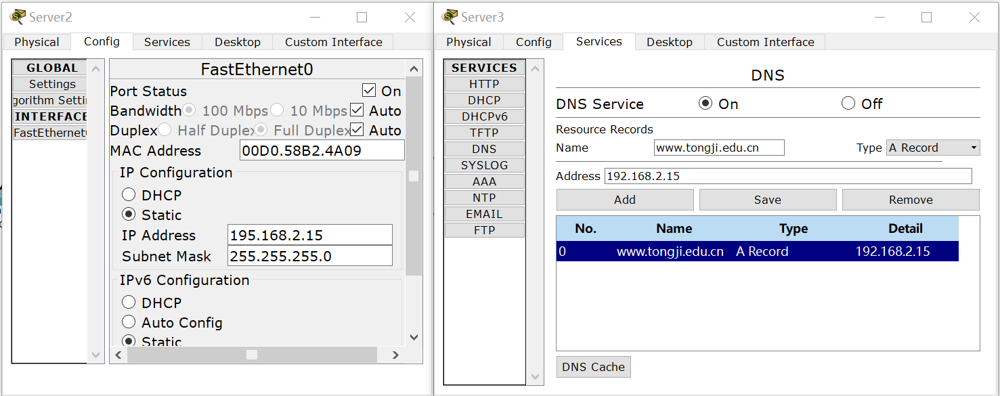 Server2
Physical Config Services Desktop Custom Interface
GLOBAL
Settings
gorithm Settin
INTERFACE
FastEthernet0
FastEthernet0
Port Status On
Bandwidth 100 Mbps 10 Mbps Auto
Duplex Half Duplex Full Duplex Auto
MAC Address 00D0.58B2.4A09
IP Configuration
DHCP
Static
IP Address 195.168.2.15
Subnet Mask 255.255.255.0
IPv6 Configuration
DHCP
Auto Config
Static
Server3
Physical Config Services Desktop Custom Interface
SERVICES
HTTP
DHCP
DHCPv6
TFTP
DNS
SYSLOG
AAA
NTP
EMAIL
FTP
DNS
DNS Service On Off
Resource Records
Name www.tongji.edu.cn Type A Record
Address 192.168.2.15
Add Save Remove
No. Name Type Detail
0 www.tongji.edu.cn A Record 192.168.2.15
DNS Cache